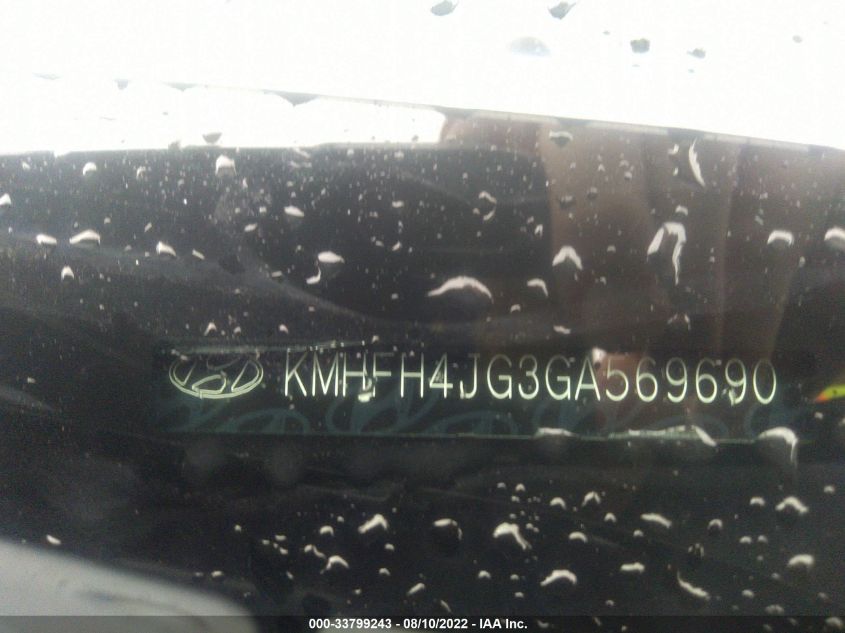 KMHFH4JG3GA569690
000-33799243 - 08/10/2022 - IAA Inc.